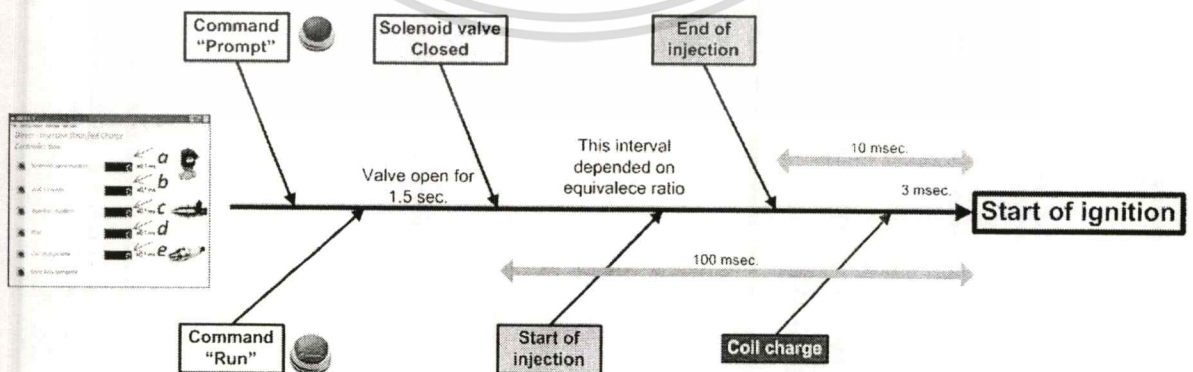 Command
"Prompt"
Solenoid valve
Closed
End of
injection
a
b
c
d
e
Valve open for
1.5 sec.
This interval
depended on
equivalece ratio
10 msec.
3 msec.
Start of ignition
100 msec.
Command
"Run"
Start of
injection
Coil charge